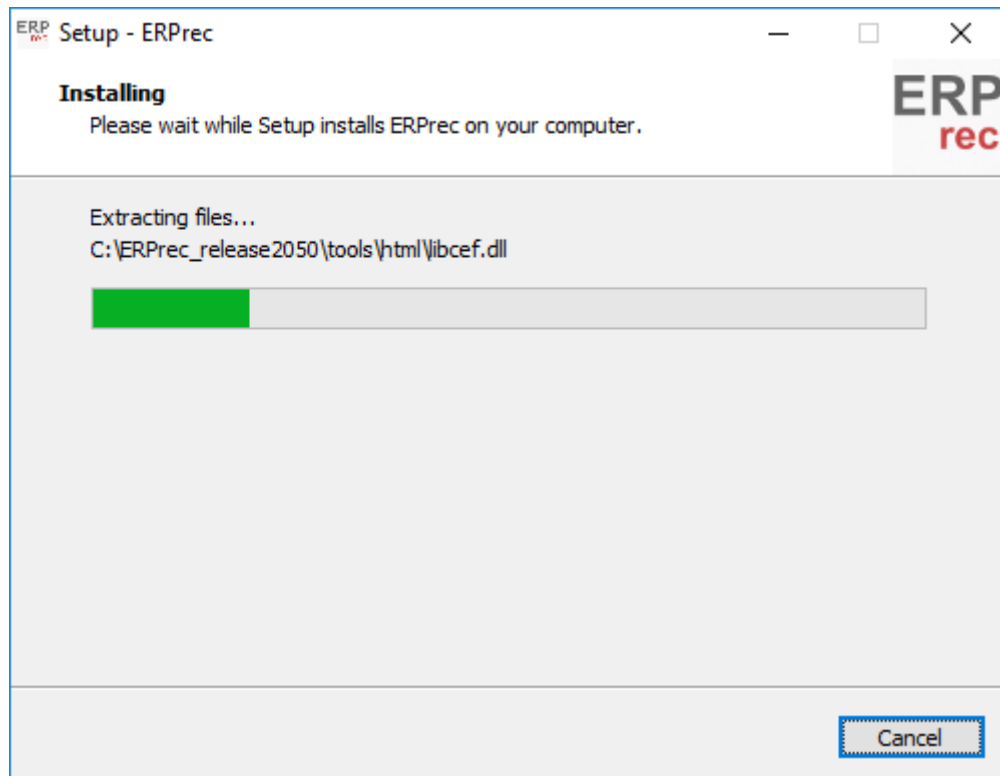 ERP rec Setup - ERPrec
Installing
Please wait while Setup installs ERPrec on your computer.
ERP
rec
Extracting files...
C:\ERPrec_release2050\tools\html\libcef.dll
Cancel